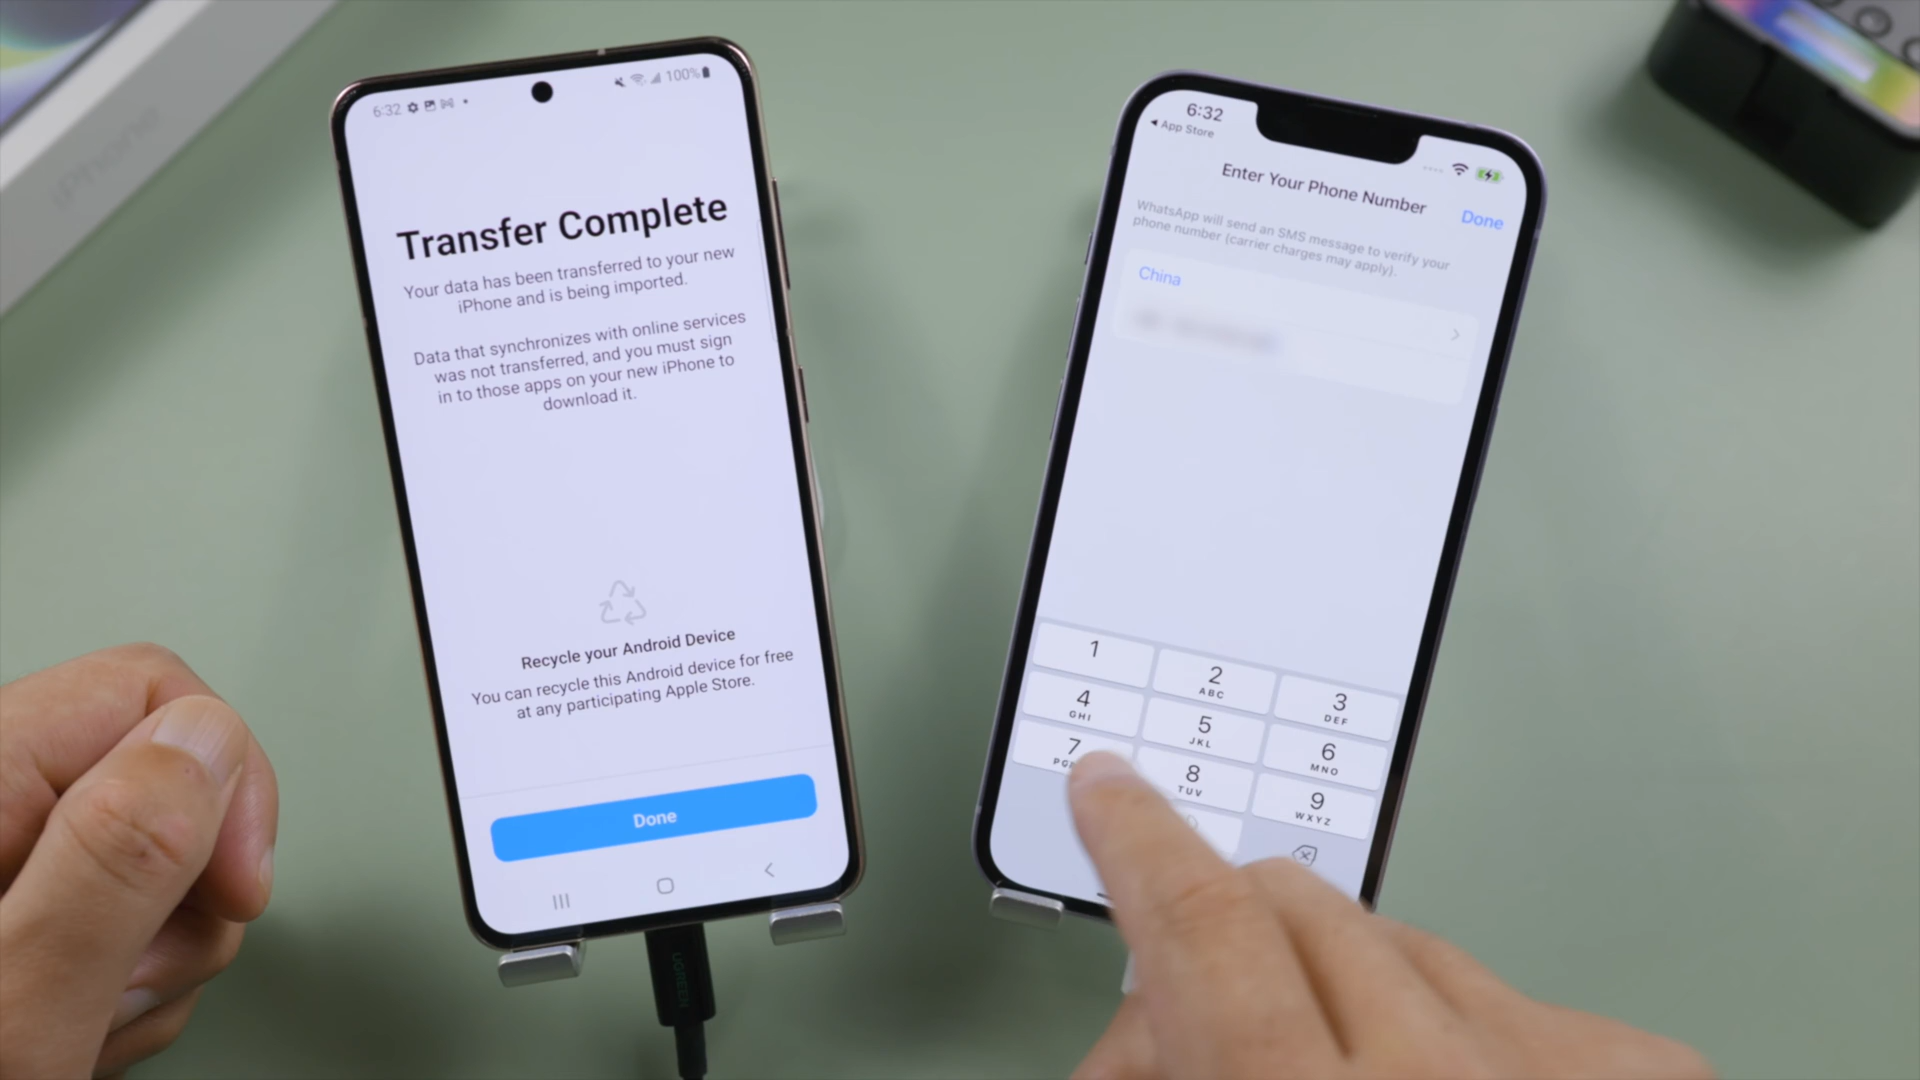 iPhone
6:32
100%
Transfer Complete
Your data has been transferred to your new
iPhone and is being imported.
Data that synchronizes with online services
was not transferred, and you must sign
in to those apps on your new iPhone to
download it.
Recycle your Android Device
You can recycle this Android device for free
at any participating Apple Store.
Done
UGREEN
6:32
App Store
Enter Your Phone Number
Done
WhatsApp will send an SMS message to verify your
phone number (carrier charges may apply).
China
1
2
ABC
3
DEF
4
GHI
5
JKL
6
MNO
7
8
TUV
9
WXYZ